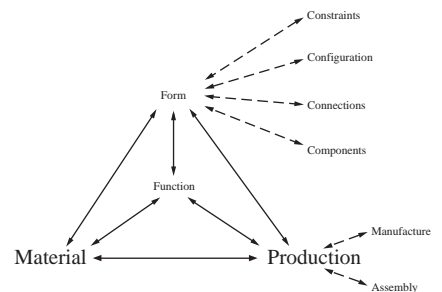 Constraints
Configuration
Form
Connections
Components
Function
Manufacture
Material
Production
Assembly